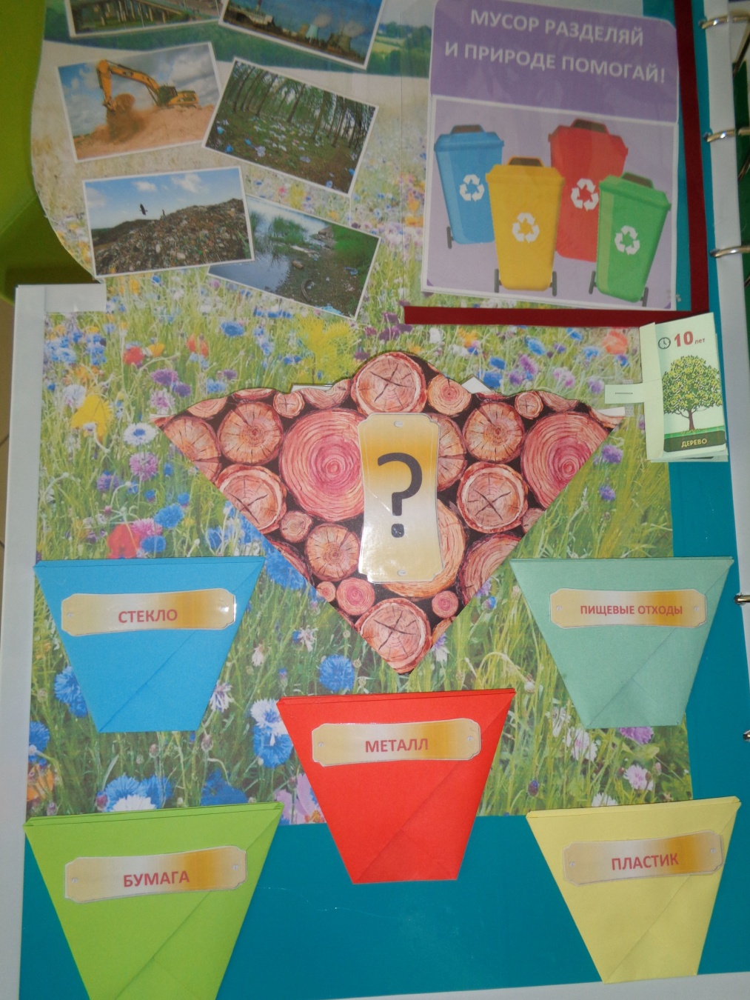 МУСОР РАЗДЕЛЯЙ
И ПРИРОДЕ ПОМОГАЙ!
10 лет
ДЕРЕВО
?
СТЕКЛО
ПИЩЕВЫЕ ОТХОДЫ
МЕТАЛЛ
БУМАГА
ПЛАСТИК